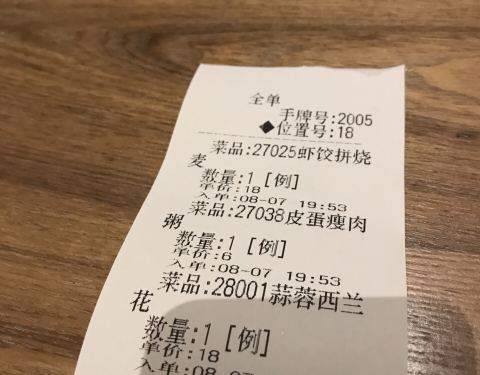 全单
手牌号:2005
◆位置号:18
菜品:27025虾饺拼烧
麦
数量:1 [例]
单价:18
入单:08-07 19:53
菜品:27038皮蛋瘦肉
粥
数量:1 [例]
单价:6
入单:08-07 19:53
菜品:28001蒜蓉西兰
花
数量:1 [例]
单价:18
入单:08-07